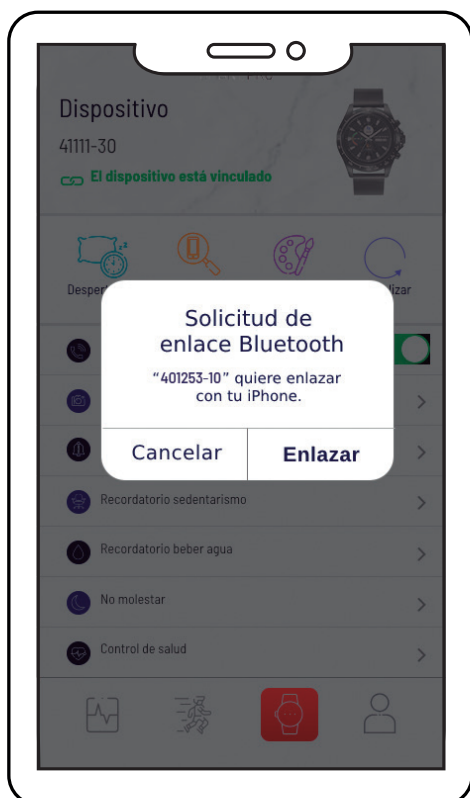 Dispositivo
41111-30
El dispositivo está vinculado
Solicitud de
enlace Bluetooth
“401253-10” quiere enlazar
con tu iPhone.
Cancelar
Enlazar
Recordatorio sedentarismo
Recordatorio beber agua
No molestar
Control de salud